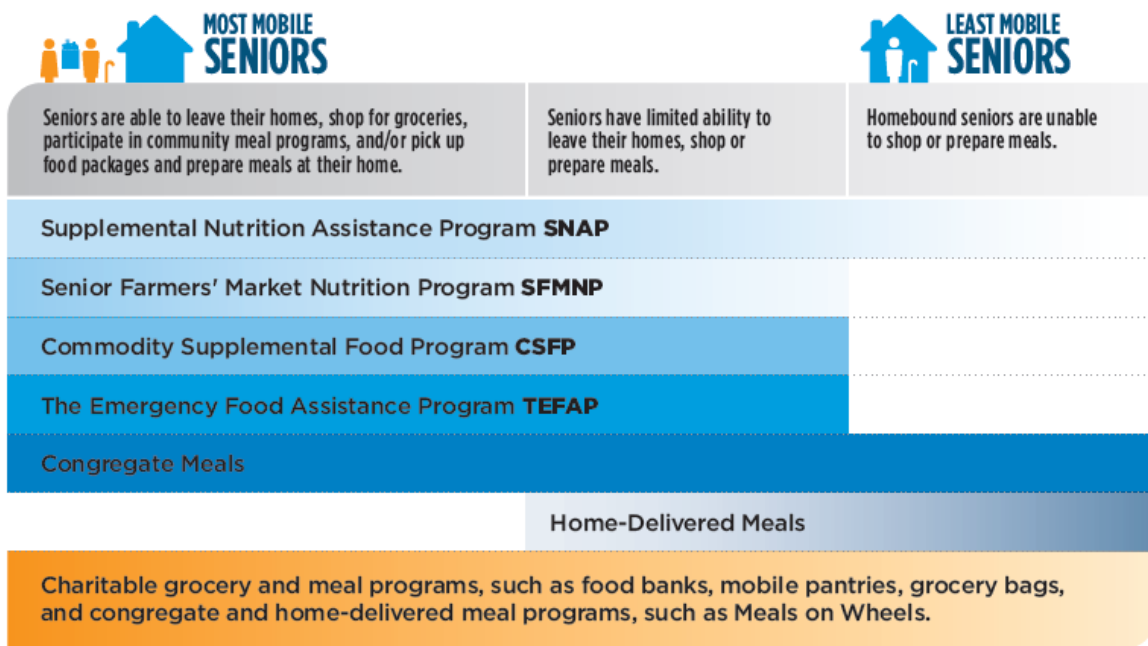 MOST MOBILE
SENIORS
LEAST MOBILE
SENIORS
Seniors are able to leave their homes, shop for groceries,
participate in community meal programs, and/or pick up
food packages and prepare meals at their home.
Seniors have limited ability to
leave their homes, shop or
prepare meals.
Homebound seniors are unable
to shop or prepare meals.
Supplemental Nutrition Assistance Program SNAP
Senior Farmers' Market Nutrition Program SFMNP
Commodity Supplemental Food Program CSFP
The Emergency Food Assistance Program TEFAP
Congregate Meals
Home-Delivered Meals
Charitable grocery and meal programs, such as food banks, mobile pantries, grocery bags,
and congregate and home-delivered meal programs, such as Meals on Wheels.